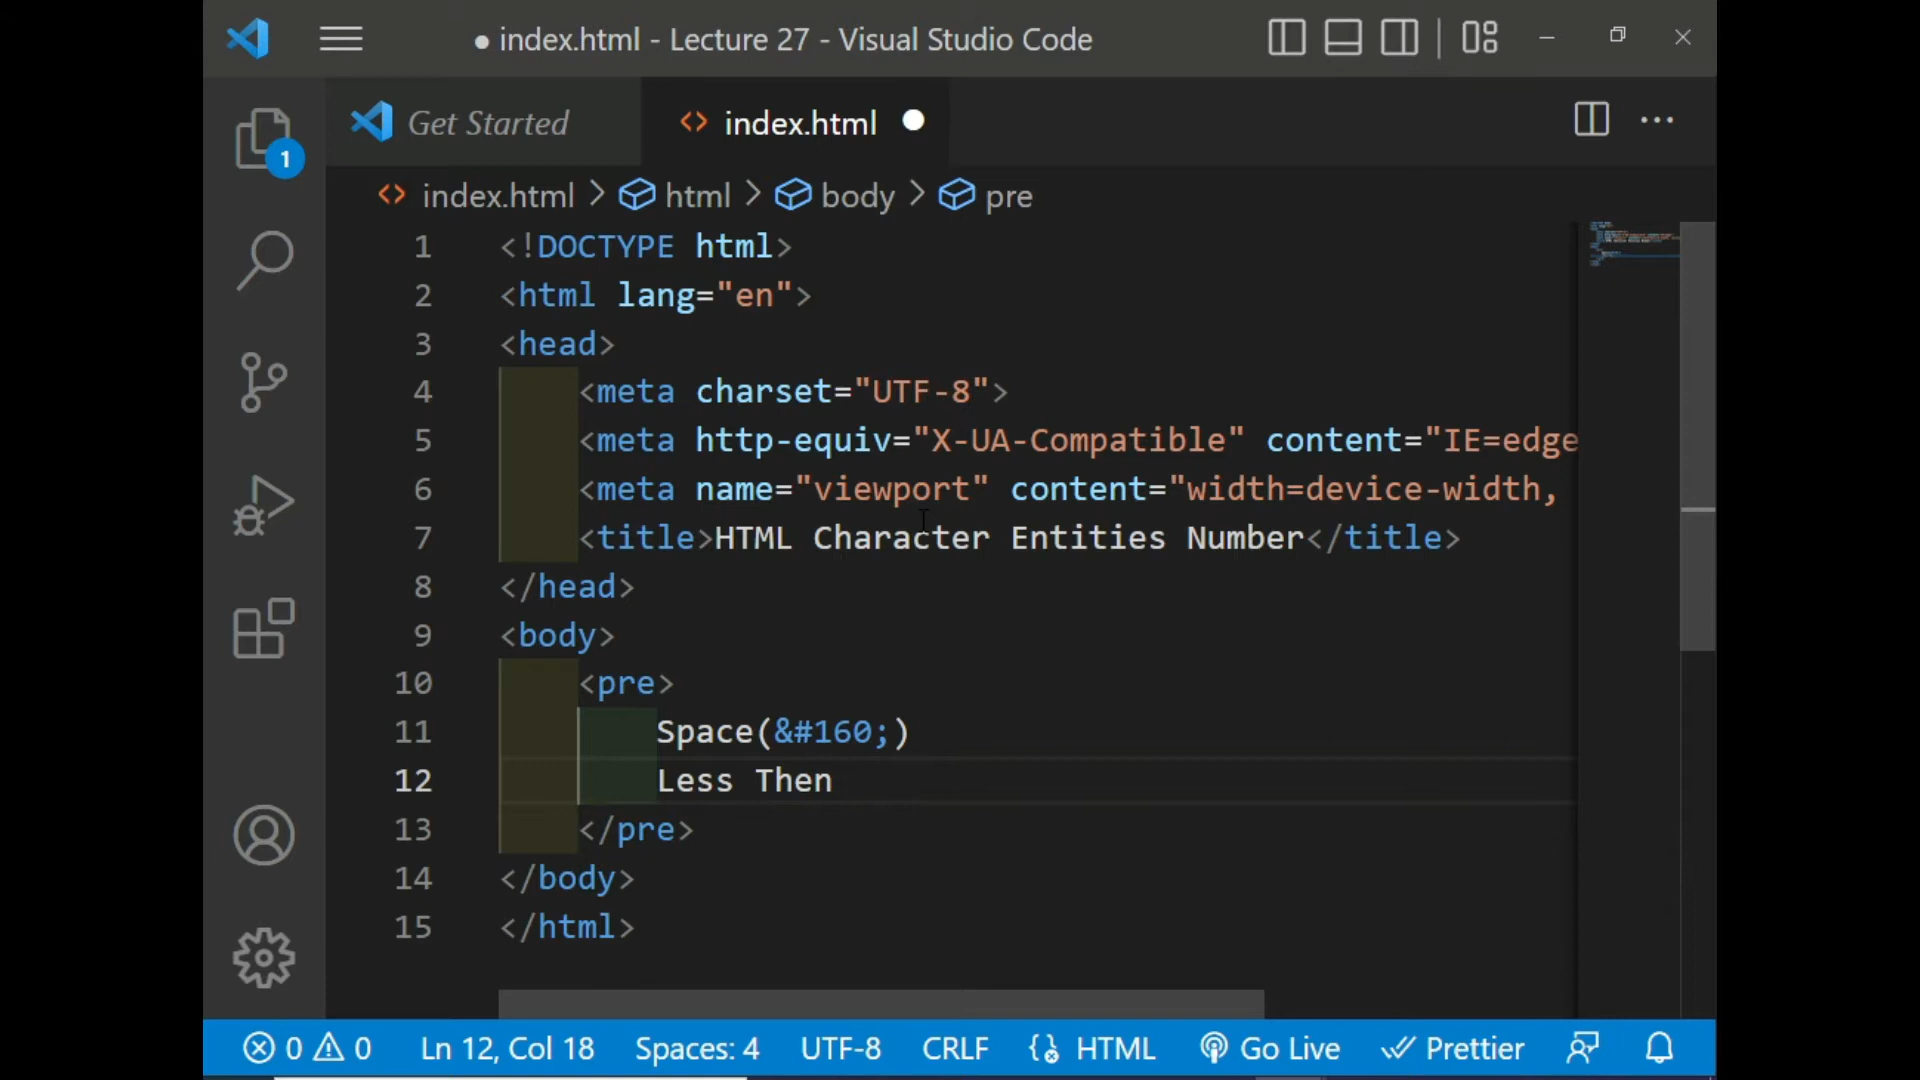 ● index.html - Lecture 27 - Visual Studio Code
Get Started
index.html
1
index.html > html > body > pre
1 <!DOCTYPE html>
2 <html lang="en">
3 <head>
4 <meta charset="UTF-8">
5 <meta http-equiv="X-UA-Compatible" content="IE=edge
6 <meta name="viewport" content="width=device-width,
7 <title>HTML Character Entities Number</title>
8 </head>
9 <body>
10 <pre>
11 Space(&#160;)
12 Less Then
13 </pre>
14 </body>
15 </html>
0 0 Ln 12, Col 18 Spaces: 4 UTF-8 CRLF HTML Go Live Prettier